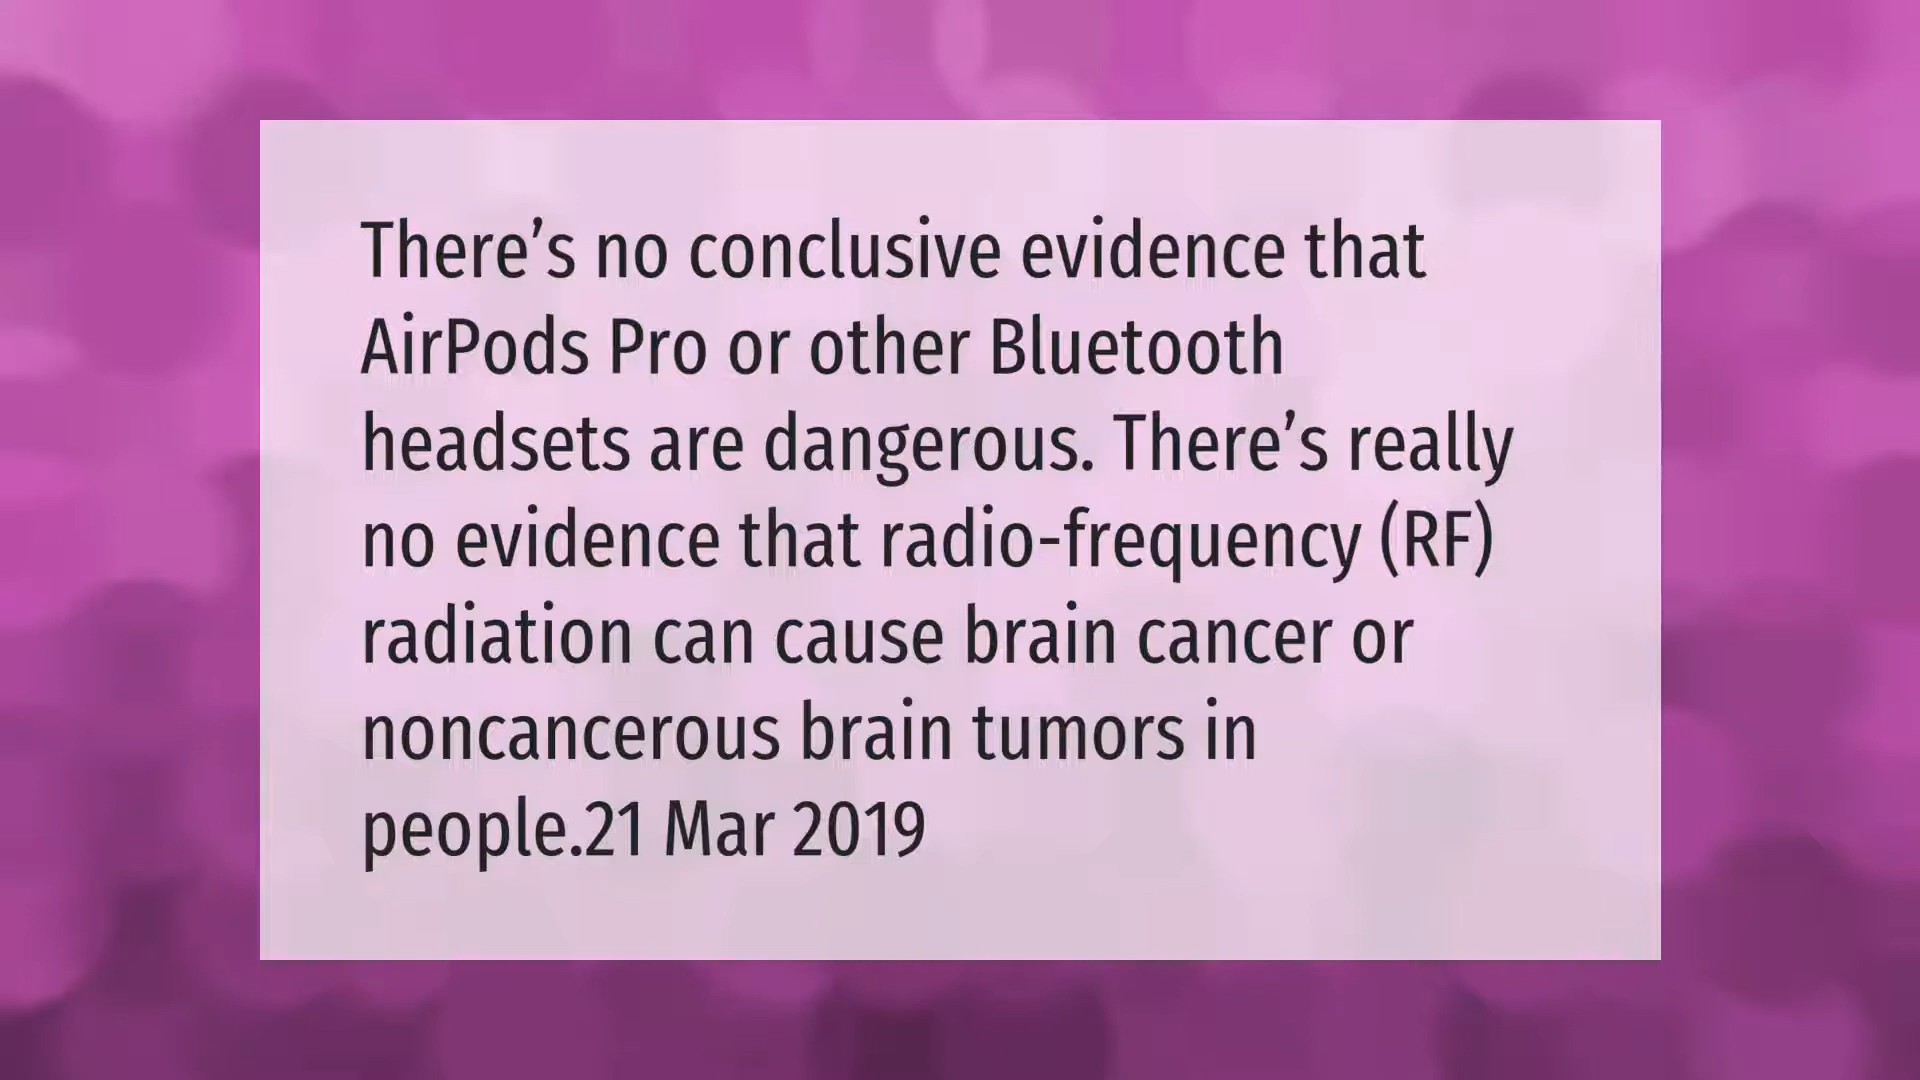 There’s no conclusive evidence that
AirPods Pro or other Bluetooth
headsets are dangerous. There’s really
no evidence that radio-frequency (RF)
radiation can cause brain cancer or
noncancerous brain tumors in
people.21 Mar 2019